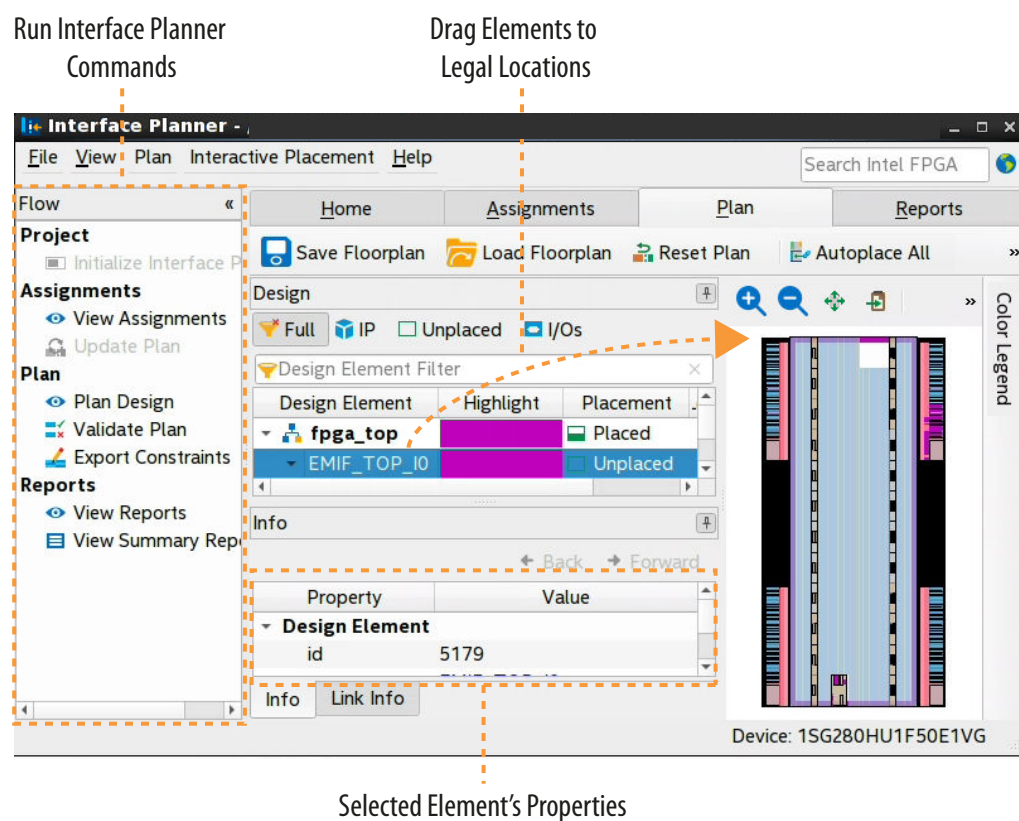 Run Interface Planner
Commands
Drag Elements to
Legal Locations
Interface Planner -
File View Plan Interactive Placement Help
Search Intel FPGA
Flow «
Home Assignments Plan Reports
Project
Initialize Interface P
Save Floorplan Load Floorplan Reset Plan Autoplace All »
Assignments
View Assignments
Update Plan
Design
»
Color Legend
Full IP Unplaced I/Os
Plan
Plan Design
Validate Plan
Export Constraints
Design Element Filter
Design Element Highlight Placement
fpga_top Placed
EMIF_TOP_I0 Unplaced
Reports
View Reports
View Summary Rep
Info
Back Forward
Property Value
Design Element
id 5179
Info Link Info
Device: 1SG280HU1F50E1VG
Selected Element's Properties